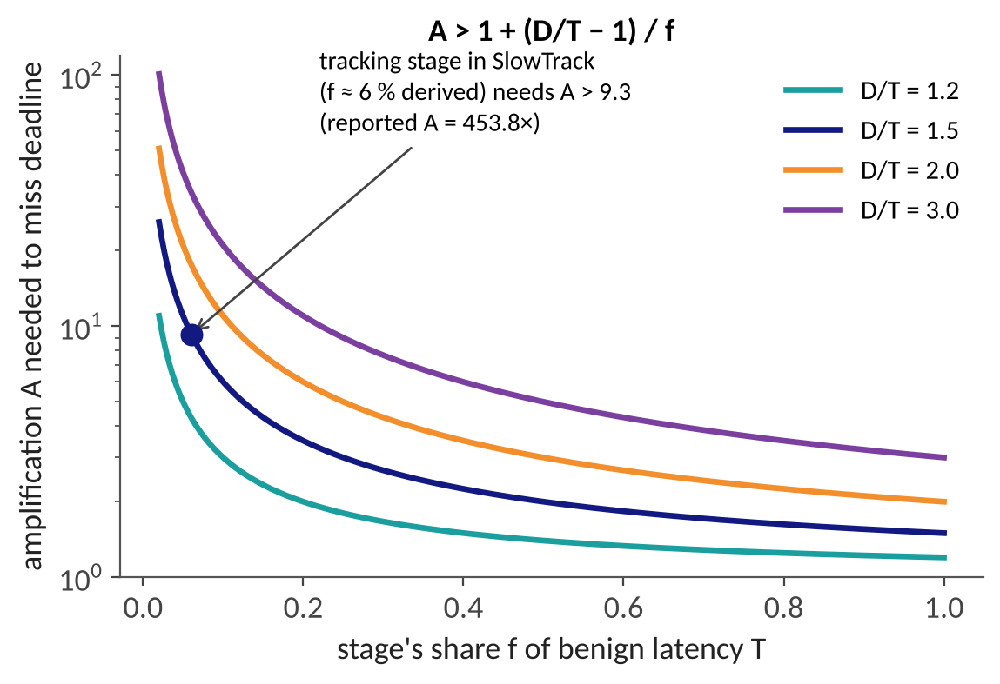 A > 1 + (D/T − 1) / f
tracking stage in SlowTrack
(f ≈ 6 % derived) needs A > 9.3
(reported A = 453.8×)
D/T = 1.2
D/T = 1.5
D/T = 2.0
D/T = 3.0
amplification A needed to miss deadline
10²
10¹
10⁰
0.0 0.2 0.4 0.6 0.8 1.0
stage's share f of benign latency T